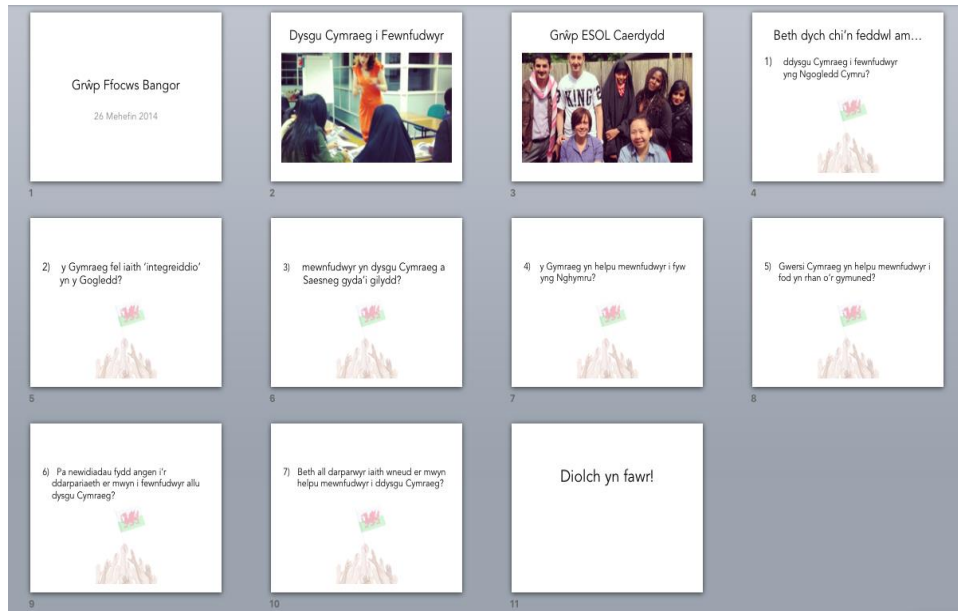 Grŵp Ffocws Bangor
26 Mehefin 2014
1
Dysgu Cymraeg i Fewnfudwyr
2
Grŵp ESOL Caerdydd
KING
3
Beth dych chi'n feddwl am...
1) ddysgu Cymraeg i fewnfudwyr
yng Ngogledd Cymru?
4
2) y Gymraeg fel iaith 'integreiddio'
yn y Gogledd?
5
3) mewnfudwyr yn dysgu Cymraeg a
Saesneg gyda'i gilydd?
6
4) y Gymraeg yn helpu mewnfudwyr i fyw
yng Nghymru?
7
5) Gwersi Cymraeg yn helpu mewnfudwyr i
fod yn rhan o'r gymuned?
8
6) Pa newidiadau fydd angen i'r
ddarpariaeth er mwyn i fewnfudwyr allu
dysgu Cymraeg?
9
7) Beth all darparwyr iaith wneud er mwyn
helpu mewnfudwyr i ddysgu Cymraeg?
10
Diolch yn fawr!
11